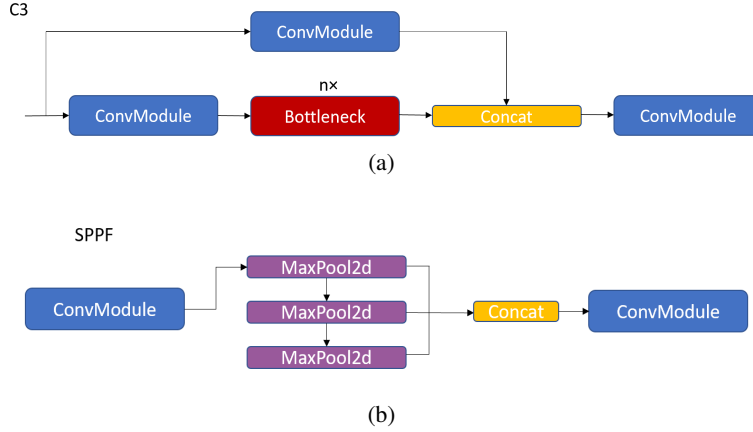 C3
ConvModule
n×
ConvModule
Bottleneck
Concat
ConvModule
(a)
SPPF
MaxPool2d
ConvModule
MaxPool2d
Concat
ConvModule
MaxPool2d
(b)